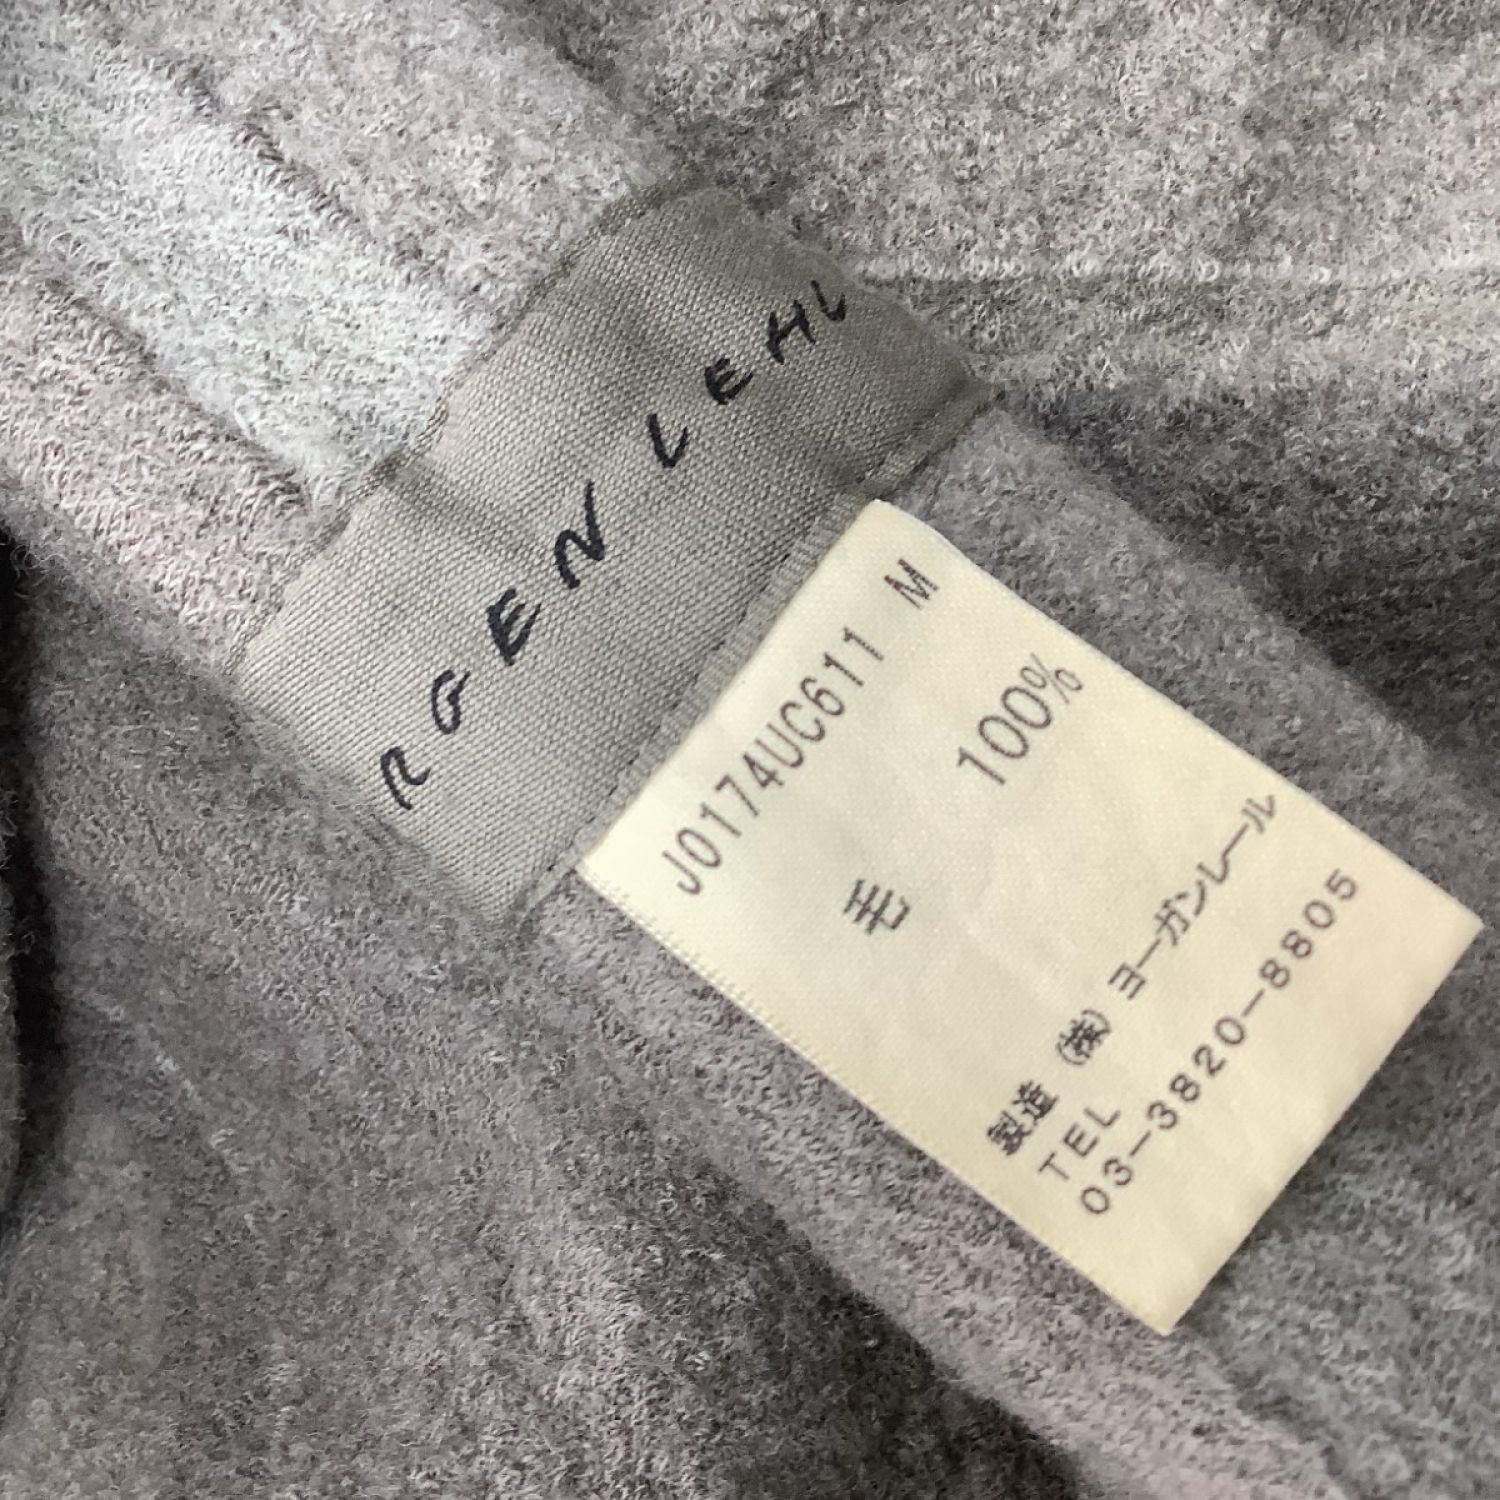 RGEN LEHL
J0174UC611 M
毛 100%
製造 (株) ヨーガンレール
TEL
03-3820-8805